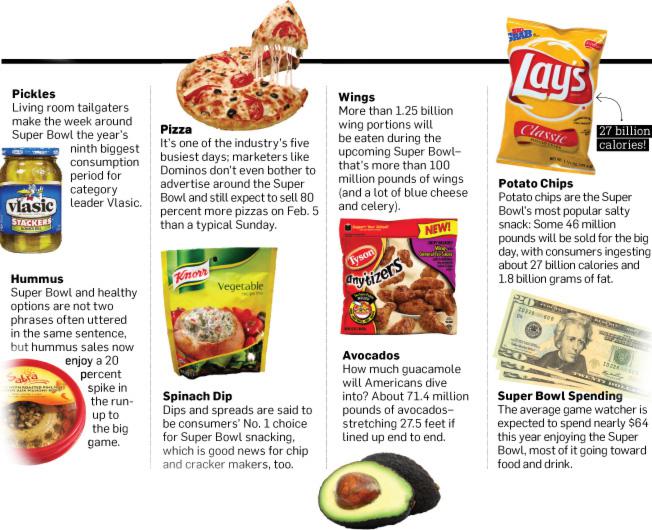 Pickles
Living room tailgaters
make the week around
Super Bowl the year's
ninth biggest
consumption
period for
category
leader Vlasic.
vlasic
STACKERS
Hummus
Super Bowl and healthy
options are not two
phrases often uttered
in the same sentence,
but hummus sales now
enjoy a 20
percent
spike in
the run-
up to
the big
game.
Sabra
Pizza
It's one of the industry's five
busiest days; marketers like
Dominos don't even bother to
advertise around the Super
Bowl and still expect to sell 80
percent more pizzas on Feb. 5
than a typical Sunday.
Knorr
Vegetable
recipe mix
Spinach Dip
Dips and spreads are said to
be consumers' No. 1 choice
for Super Bowl snacking,
which is good news for chip
and cracker makers, too.
Wings
More than 1.25 billion
wing portions will
be eaten during the
upcoming Super Bowl–
that's more than 100
million pounds of wings
(and a lot of blue cheese
and celery).
NEW!
Tyson
any'tizers
Avocados
How much guacamole
will Americans dive
into? About 71.4 million
pounds of avocados–
stretching 27.5 feet if
lined up end to end.
BIG
GRAB
Lay's
Classic
27 billion
calories!
Potato Chips
Potato chips are the Super
Bowl's most popular salty
snack: Some 46 million
pounds will be sold for the big
day, with consumers ingesting
about 27 billion calories and
1.8 billion grams of fat.
Super Bowl Spending
The average game watcher is
expected to spend nearly $64
this year enjoying the Super
Bowl, most of it going toward
food and drink.